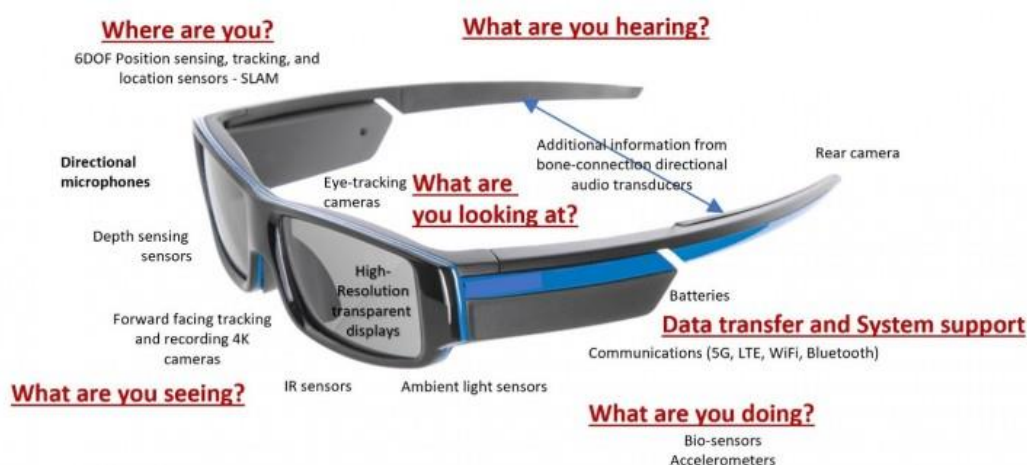 Where are you?
6DOF Position sensing, tracking, and
location sensors - SLAM
What are you hearing?
Additional information from
bone-connection directional
audio transducers
Rear camera
Directional
microphones
Eye-tracking
cameras
What are
you looking at?
Depth sensing
sensors
High-
Resolution
transparent
displays
Batteries
Data transfer and System support
Communications (5G, LTE, WiFi, Bluetooth)
Forward facing tracking
and recording 4K
cameras
What are you seeing?
IR sensors
Ambient light sensors
What are you doing?
Bio-sensors
Accelerometers